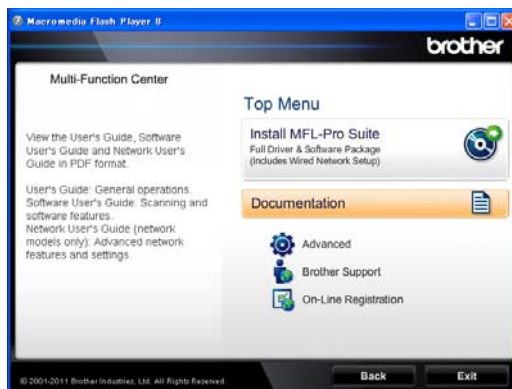 Macromedia Flash Player 8
brother
Multi-Function Center
View the User's Guide, Software
User's Guide and Network User's
Guide in PDF format.
User's Guide: General operations.
Software User's Guide: Scanning and
software features.
Network User's Guide (network
models only): Advanced network
features and settings.
Top Menu
Install MFL-Pro Suite
Full Driver & Software Package
(Includes Wired Network Setup)
Documentation
Advanced
Brother Support
On-Line Registration
© 2001-2011 Brother Industries, Ltd. All Rights Reserved.
Back
Exit